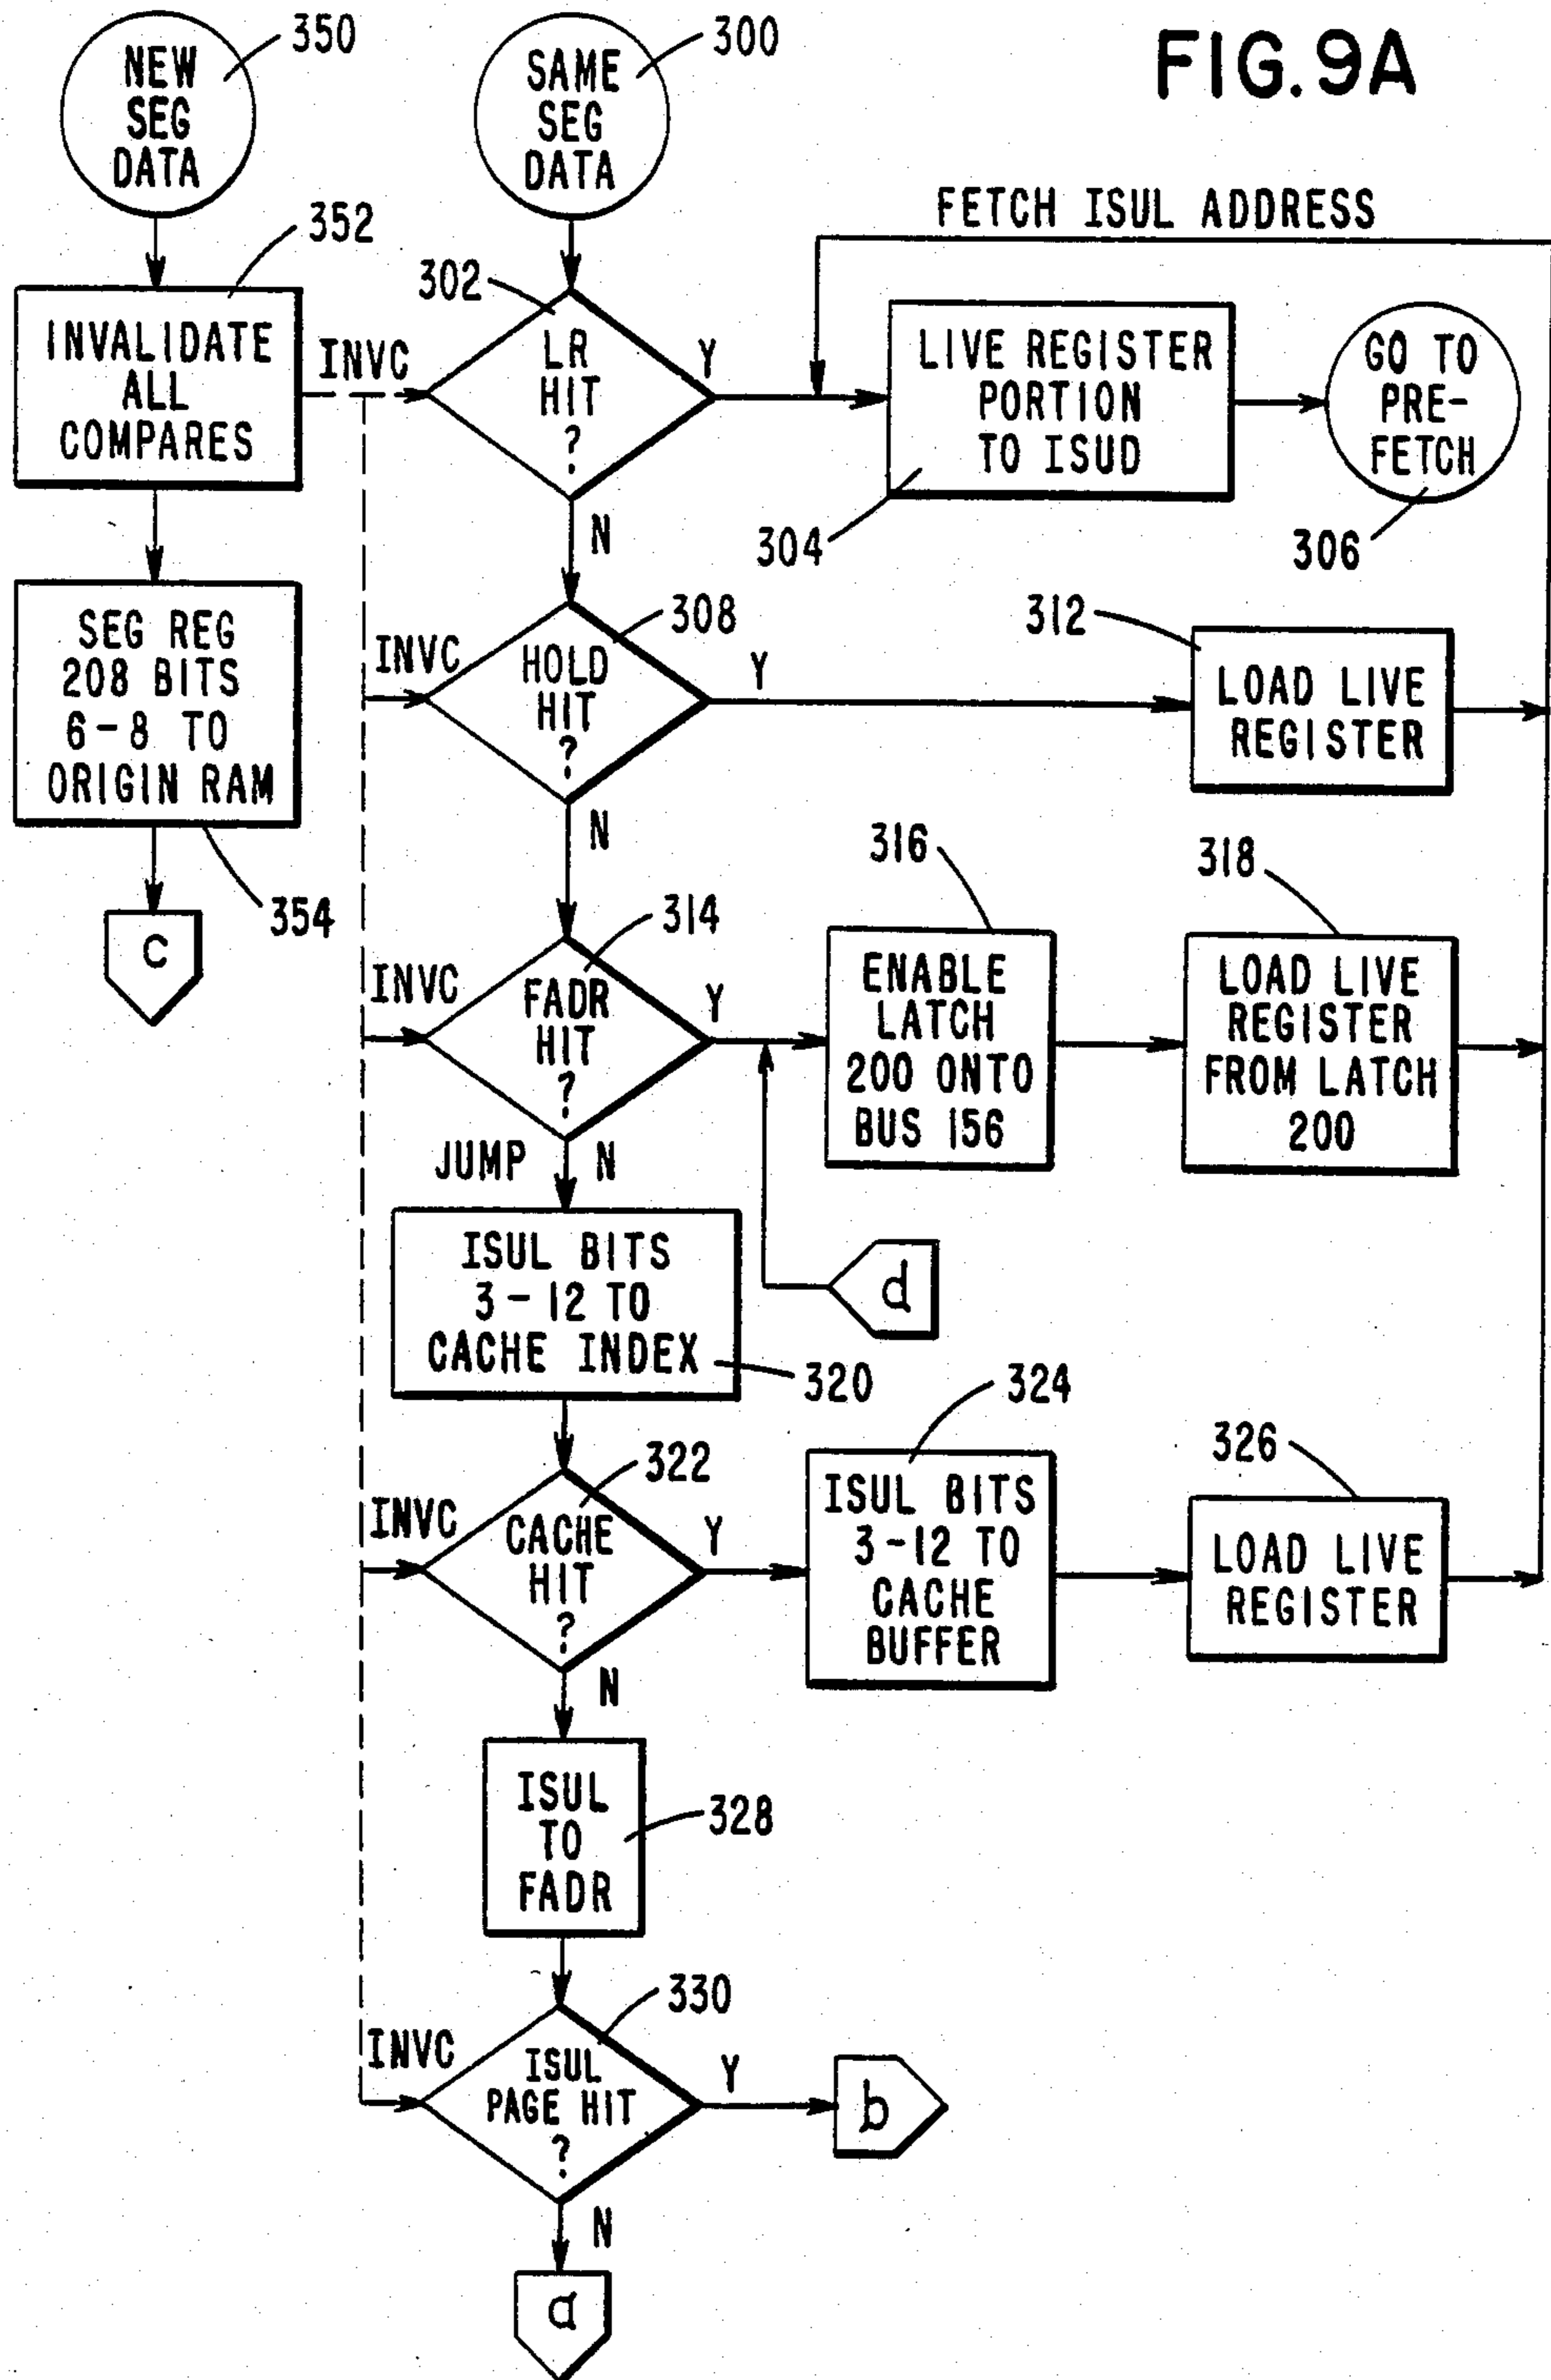 FIG. 9A
350
NEW
SEG
DATA
300
SAME
SEG
DATA
352
INVALIDATE
ALL
COMPARES
INVC
302
LR
HIT
?
Y
N
FETCH ISUL ADDRESS
LIVE REGISTER
PORTION
TO ISUD
304
GO TO
PRE-
FETCH
306
SEG REG
208 BITS
6-8 TO
ORIGIN RAM
354
c
INVC
308
HOLD
HIT
?
Y
N
312
LOAD LIVE
REGISTER
INVC
314
FADR
HIT
?
Y
JUMP N
316
ENABLE
LATCH
200 ONTO
BUS 156
318
LOAD LIVE
REGISTER
FROM LATCH
200
d
ISUL BITS
3-12 TO
CACHE INDEX
320
INVC
322
CACHE
HIT
?
Y
N
324
ISUL BITS
3-12 TO
CACHE
BUFFER
326
LOAD LIVE
REGISTER
ISUL
TO
FADR
328
INVC
330
ISUL
PAGE HIT
?
Y
b
N
a